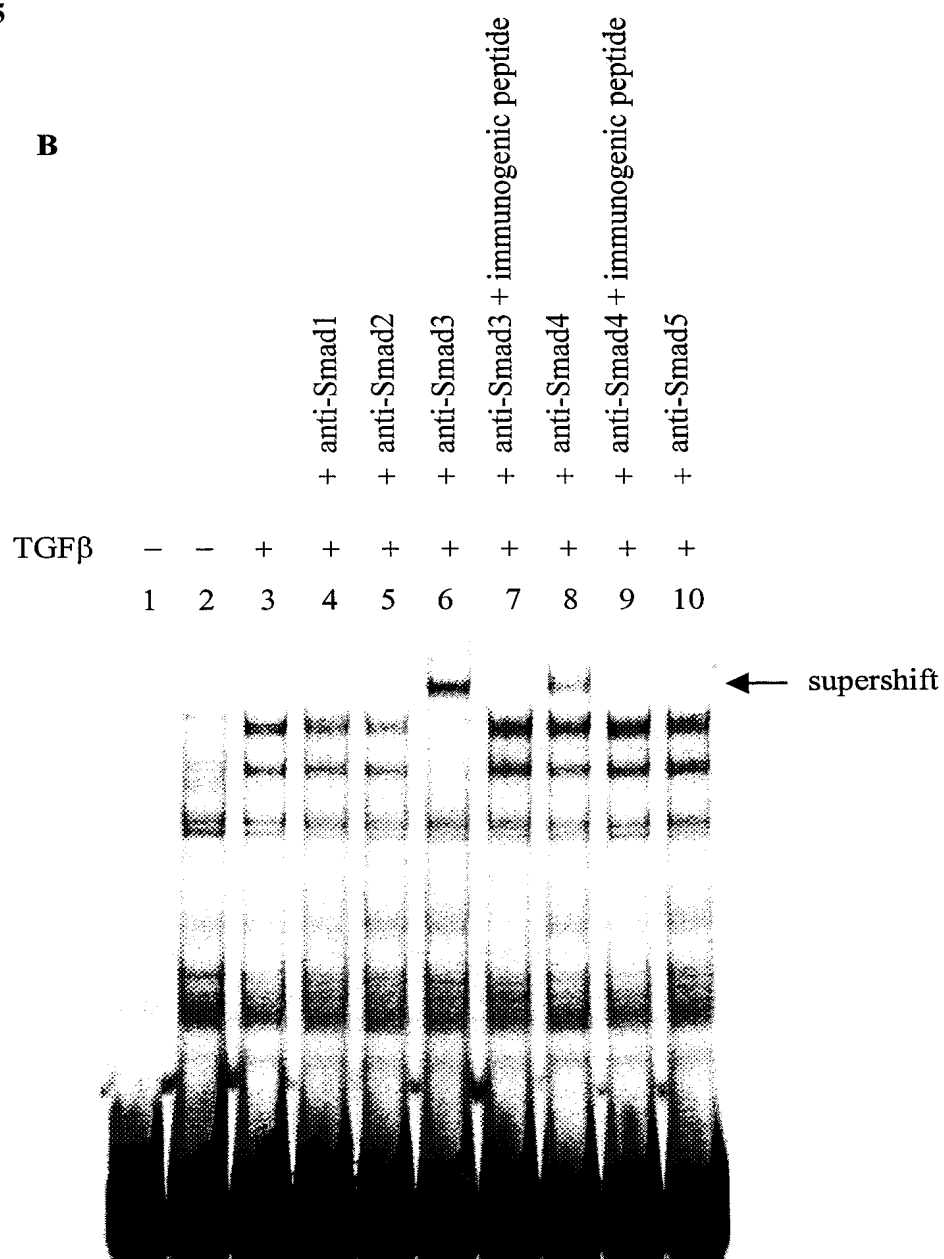 5
B
+ anti-Smad1
+ anti-Smad2
+ anti-Smad3
+ anti-Smad3 + immunogenic peptide
+ anti-Smad4
+ anti-Smad4 + immunogenic peptide
+ anti-Smad5
TGFβ – – + + + + + + + +
1 2 3 4 5 6 7 8 9 10
supershift